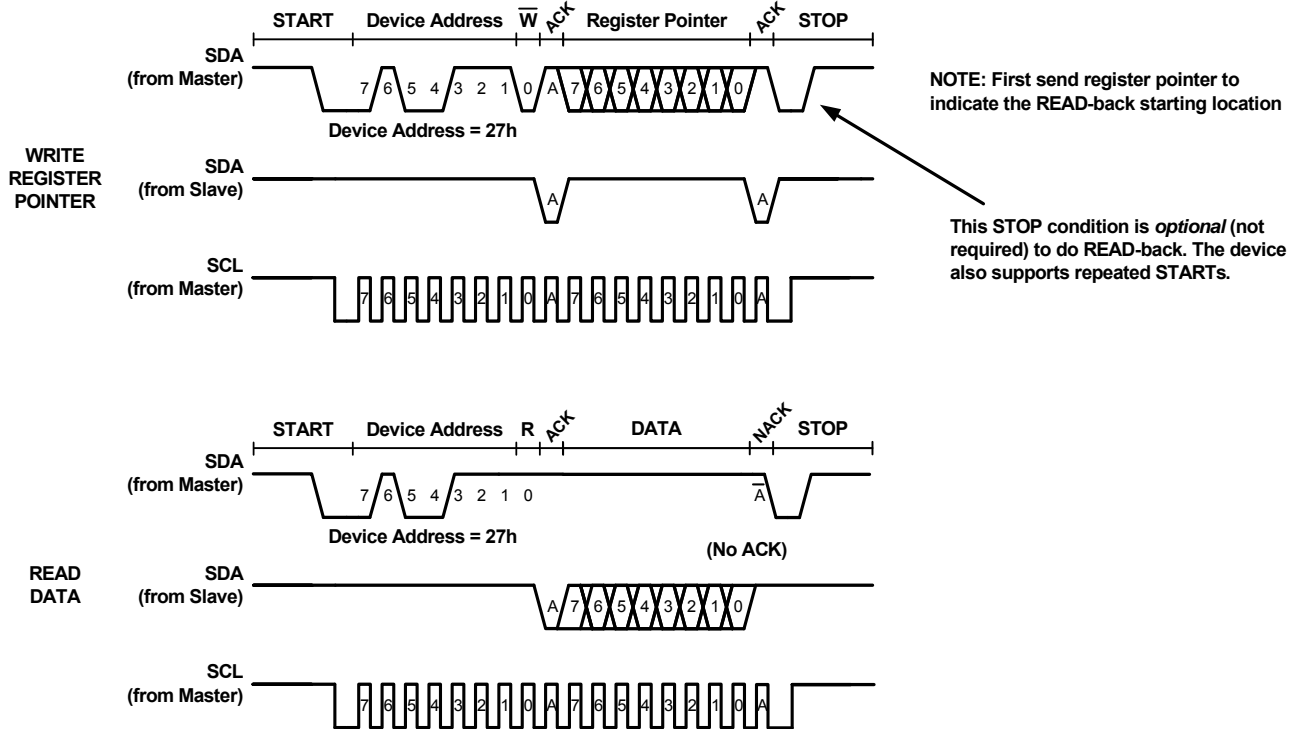 START Device Address W̅ ACK Register Pointer ACK STOP
SDA
(from Master)
7 6 5 4 3 2 1 0 A 7 6 5 4 3 2 1 0
Device Address = 27h
NOTE: First send register pointer to
indicate the READ-back starting location
WRITE
REGISTER
POINTER
SDA
(from Slave)
A A
This STOP condition is optional (not
required) to do READ-back. The device
also supports repeated STARTs.
SCL
(from Master)
7 6 5 4 3 2 1 0 A 7 6 5 4 3 2 1 0 A
START Device Address R ACK DATA NACK STOP
SDA
(from Master)
7 6 5 4 3 2 1 0 A̅
Device Address = 27h
(No ACK)
READ
DATA
SDA
(from Slave)
A 7 6 5 4 3 2 1 0
SCL
(from Master)
7 6 5 4 3 2 1 0 A 7 6 5 4 3 2 1 0 A